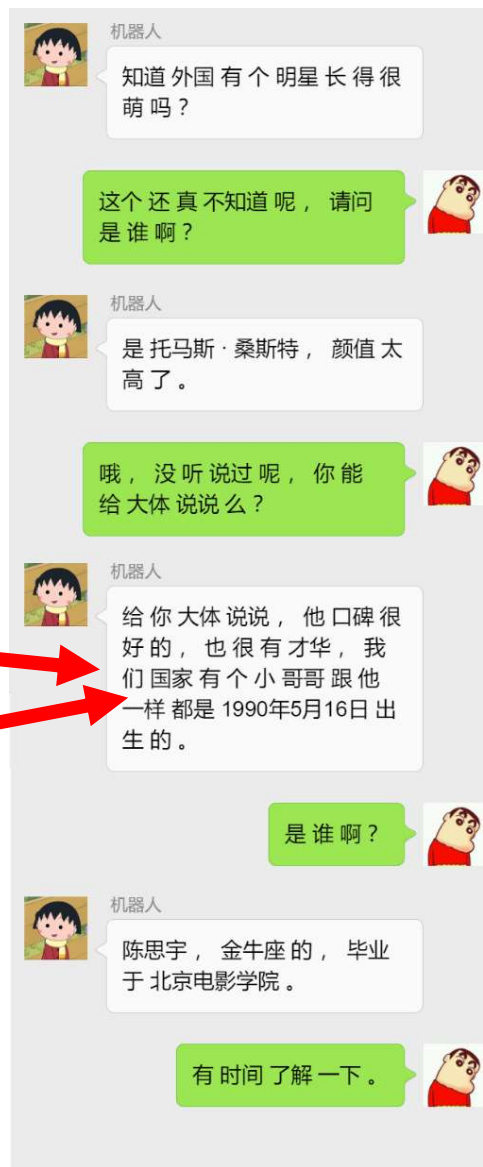 机器人
知道外国有个明星长得很
萌吗？
这个还真不知道呢，请问
是谁啊？
机器人
是托马斯·桑斯特，颜值太
高了。
哦，没听说过呢，你能
给大体说说么？
机器人
给你大体说说，他口碑很
好的，也很有才华，我
们国家有个小哥哥跟他
一样都是1990年5月16日出
生的。
是谁啊？
机器人
陈思宇，金牛座的，毕业
于北京电影学院。
有时间了解一下。